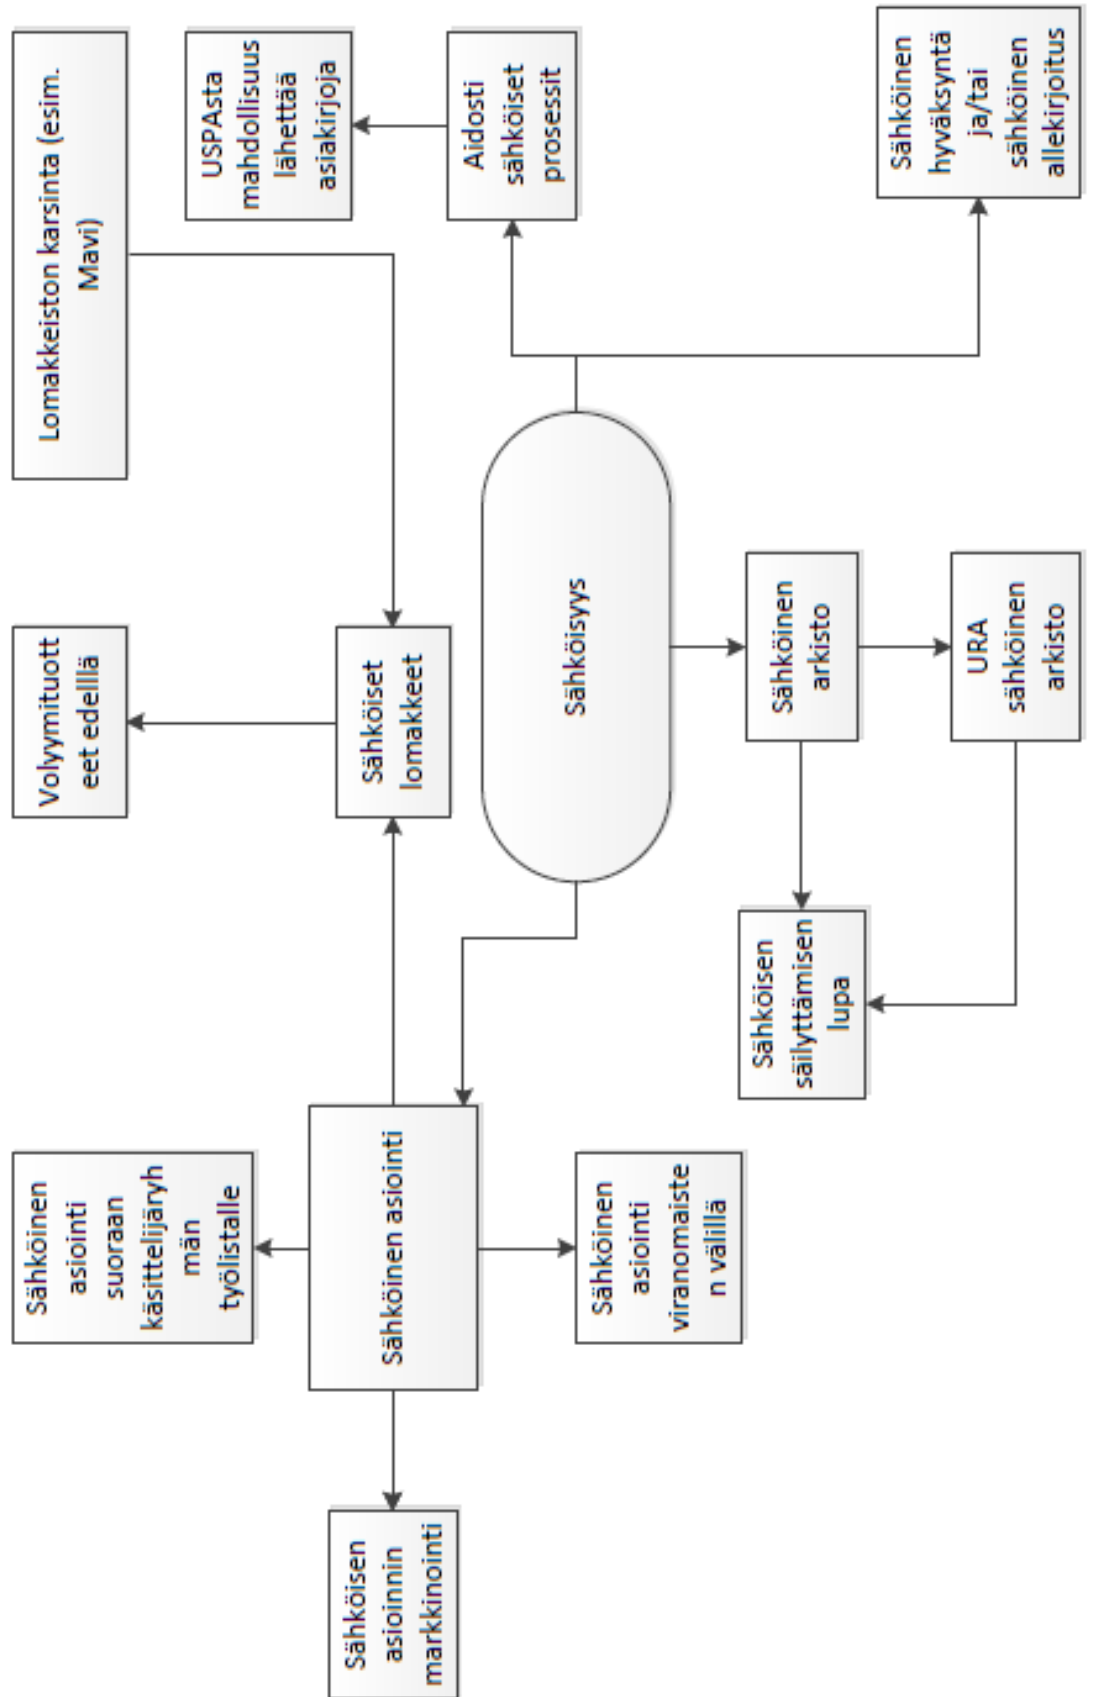 Sähköinen
asiointi
suoraan
käsittelijäryh
män
työlistalle
Volyymituott
eet edelllä
Lomakkeiston karsinta (esim.
Mavi)
USPAsta
mahdollisuus
lähettää
asiakirjoja
Sähköisen
asioinnin
markkinointi
Sähköinen asiointi
Sähköiset
lomakkeet
Aidosti
sähköiset
prosessit
Sähköisyys
Sähköinen
asiointi
viranomaiste
n välillä
Sähköisen
säilyttämisen
lupa
Sähköinen
arkisto
Sähköinen
hyväksyntä
ja/tai
sähköinen
allekirjoitus
URA
sähköinen
arkisto